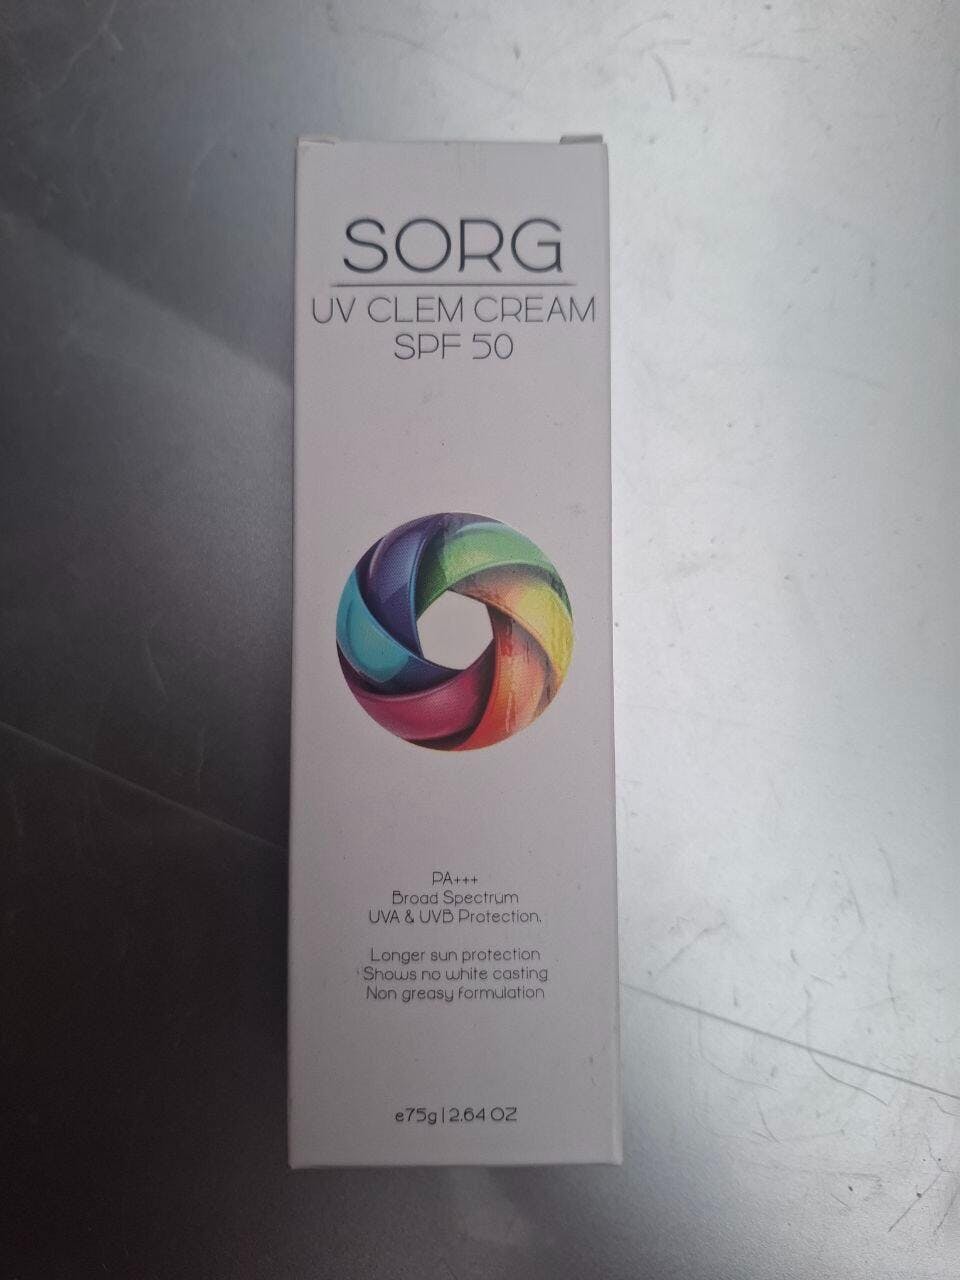 SORG
UV CLEM CREAM
SPF 50
PA+++
Broad Spectrum
UVA & UVB Protection.
Longer sun protection
Shows no white casting
Non greasy formulation
e75g | 2.64 OZ